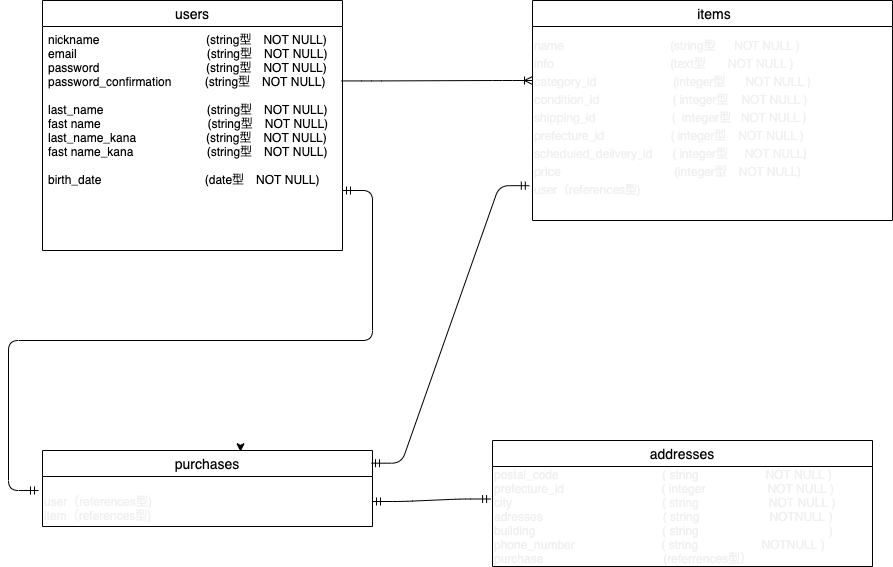 users
nickname (string型 NOT NULL)
email (string型 NOT NULL)
password (string型 NOT NULL)
password_confirmation (string型 NOT NULL)
last_name (string型 NOT NULL)
fast name (string型 NOT NULL)
last_name_kana (string型 NOT NULL)
fast name_kana (string型 NOT NULL)
birth_date (date型 NOT NULL)
items
name (string型 NOT NULL )
info (text型 NOT NULL )
category_id (integer型 NOT NULL )
condition_id ( integer型 NOT NULL )
shipping_id ( integer型 NOT NULL )
prefecture_id ( integer型 NOT NULL )
scheduled_delivery_id ( integer型 NOT NULL)
price (integer型 NOT NULL)
user（references型)
purchases
user（references型)
item（references型)
addresses
postal_code ( string NOT NULL )
prefecture_id ( integer NOT NULL )
city ( string NOT NULL )
adresses ( string NOTNULL )
building ( string )
phone_number ( string NOTNULL )
purchase (referrences型)